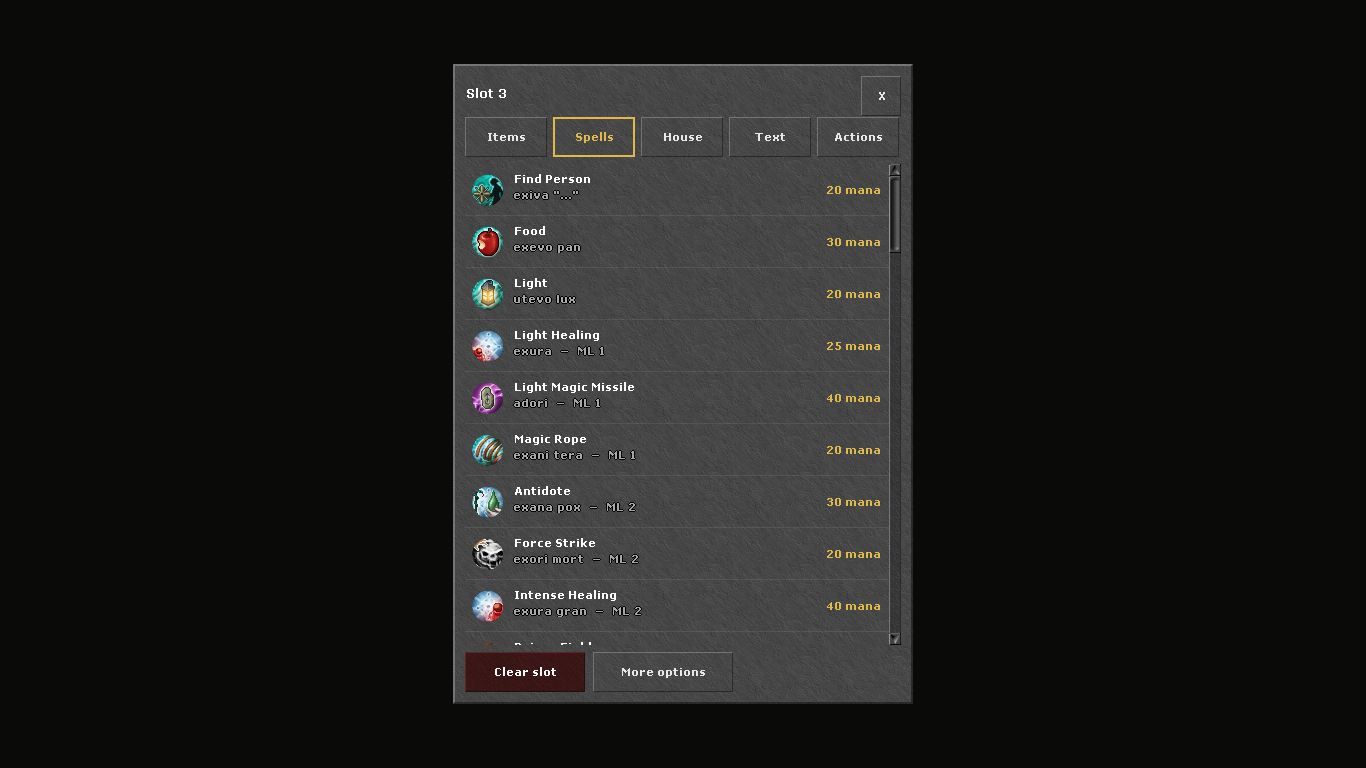 Slot 3
x
Items
Spells
House
Text
Actions
Find Person
exiva "..."
20 mana
Food
exevo pan
30 mana
Light
utevo lux
20 mana
Light Healing
exura – ML 1
25 mana
Light Magic Missile
adori – ML 1
40 mana
Magic Rope
exani tera – ML 1
20 mana
Antidote
exana pox – ML 2
30 mana
Force Strike
exori mort – ML 2
20 mana
Intense Healing
exura gran – ML 2
40 mana
Clear slot
More options